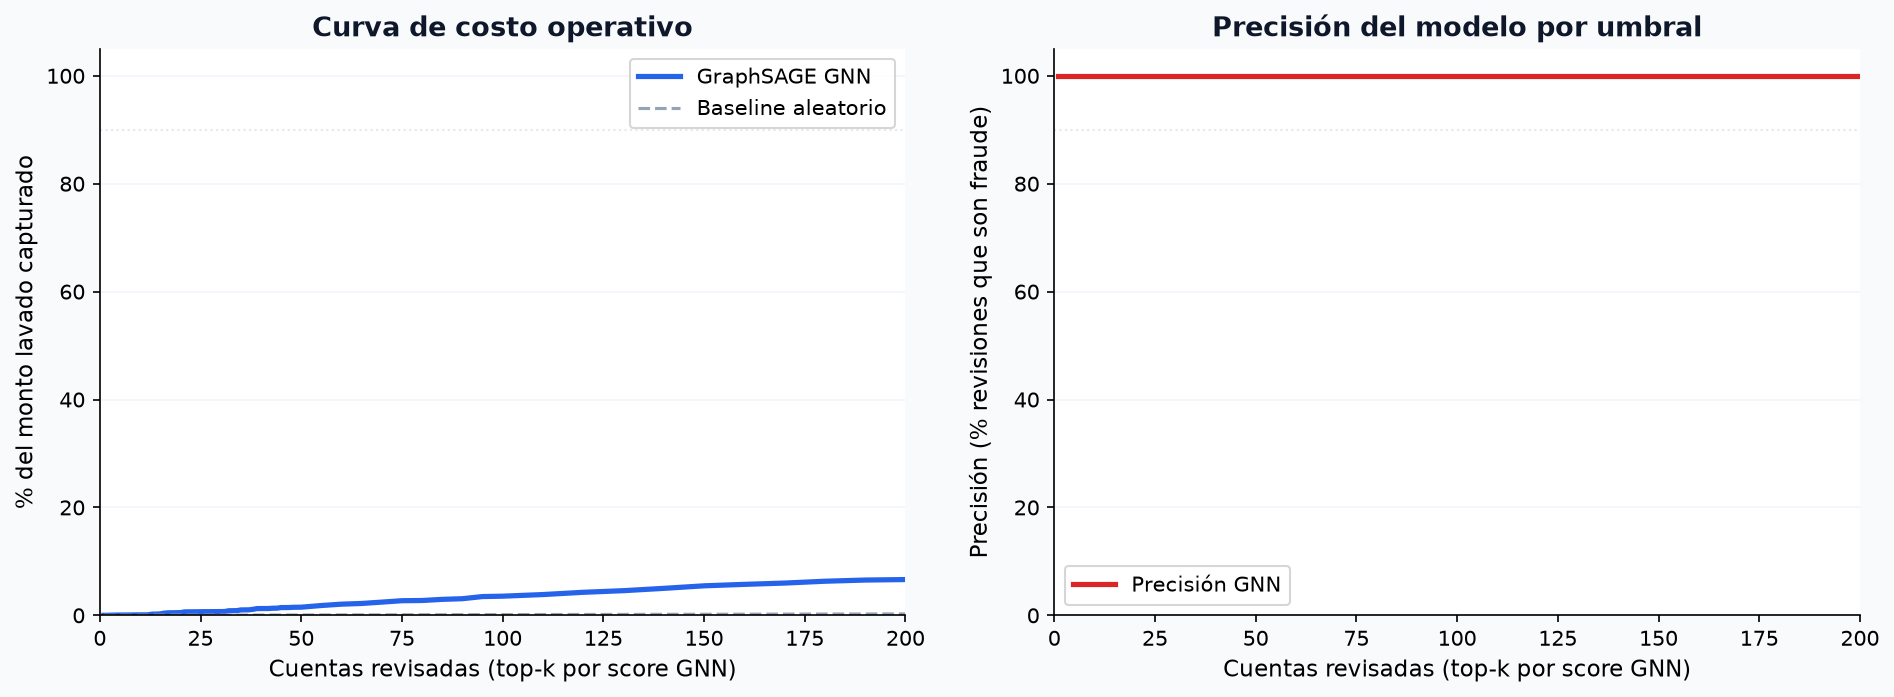 Curva de costo operativo
GraphSAGE GNN
Baseline aleatorio
% del monto lavado capturado
100
80
60
40
20
0
0 25 50 75 100 125 150 175 200
Cuentas revisadas (top-k por score GNN)
Precisión del modelo por umbral
Precisión (% revisiones que son fraude)
100
80
60
40
20
0
Precisión GNN
0 25 50 75 100 125 150 175 200
Cuentas revisadas (top-k por score GNN)